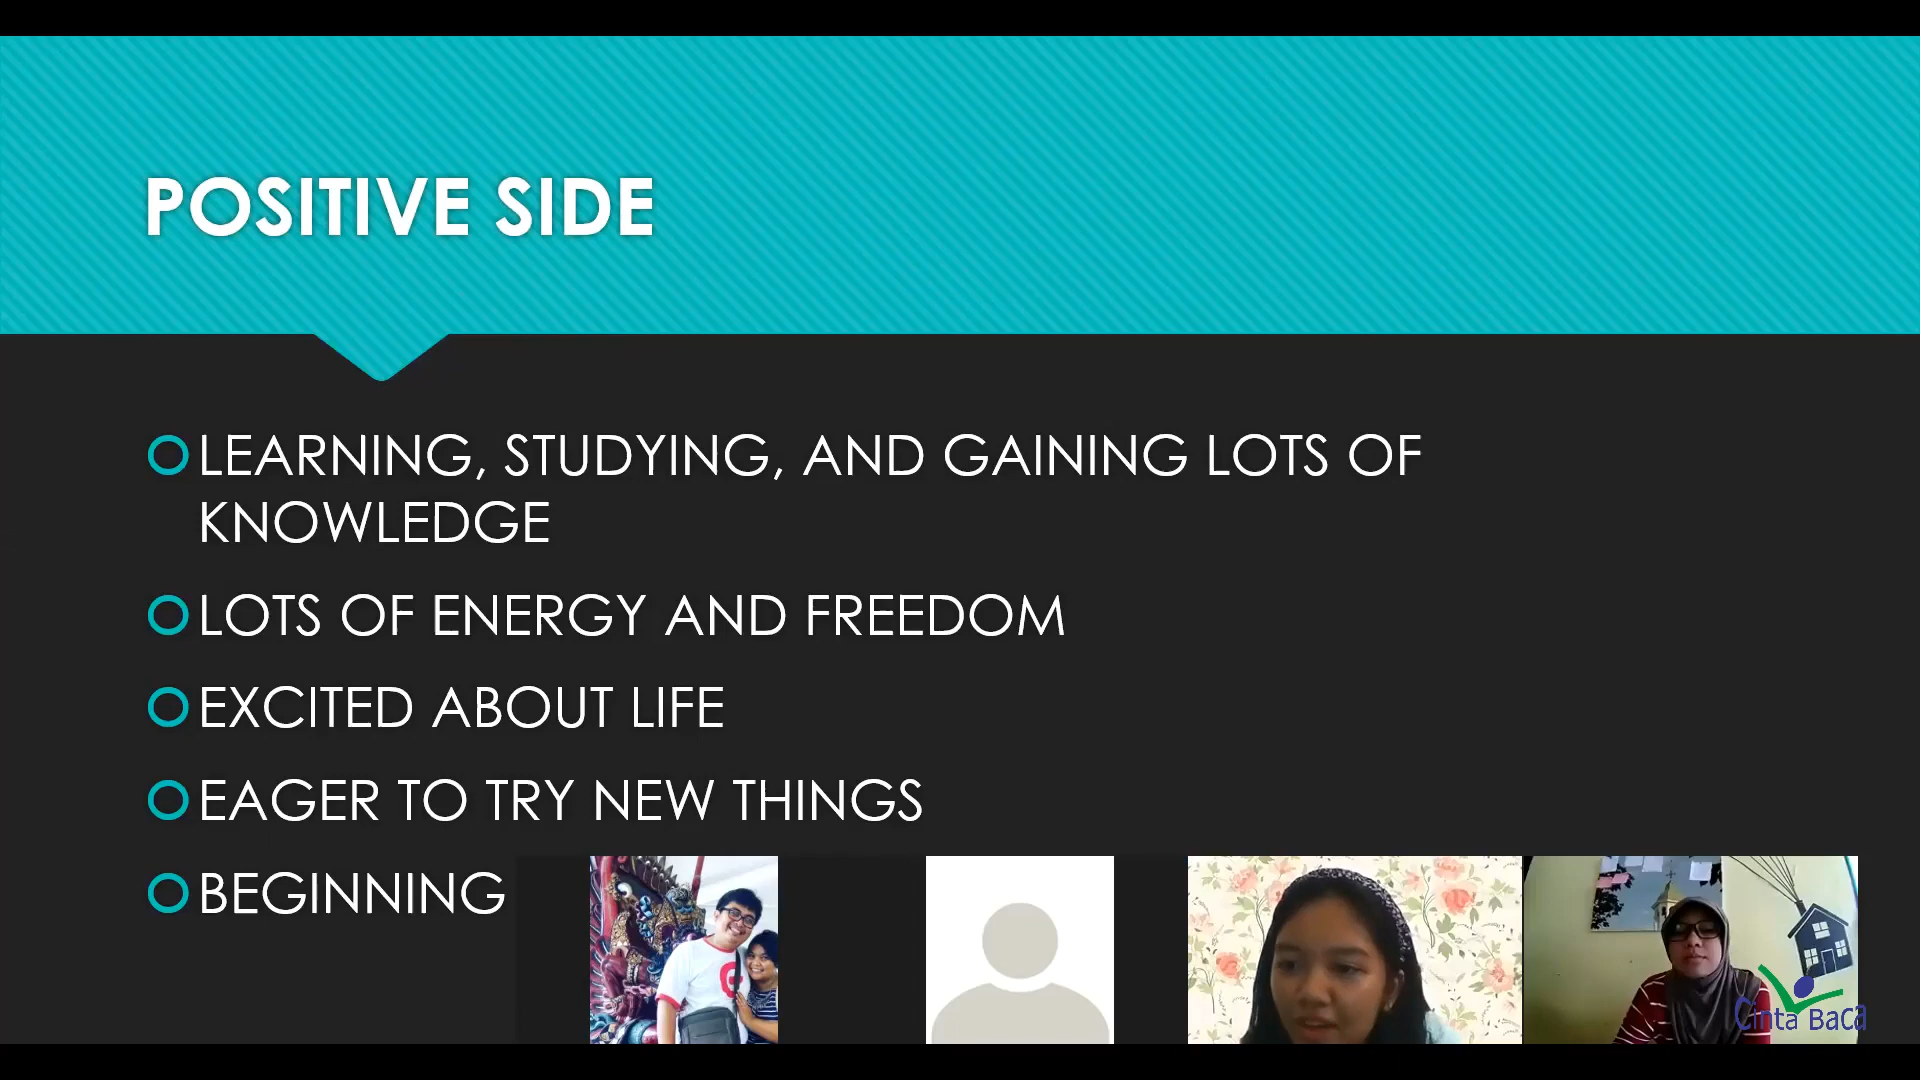 POSITIVE SIDE
LEARNING, STUDYING, AND GAINING LOTS OF
KNOWLEDGE
LOTS OF ENERGY AND FREEDOM
EXCITED ABOUT LIFE
EAGER TO TRY NEW THINGS
BEGINNING
Cinta Baca